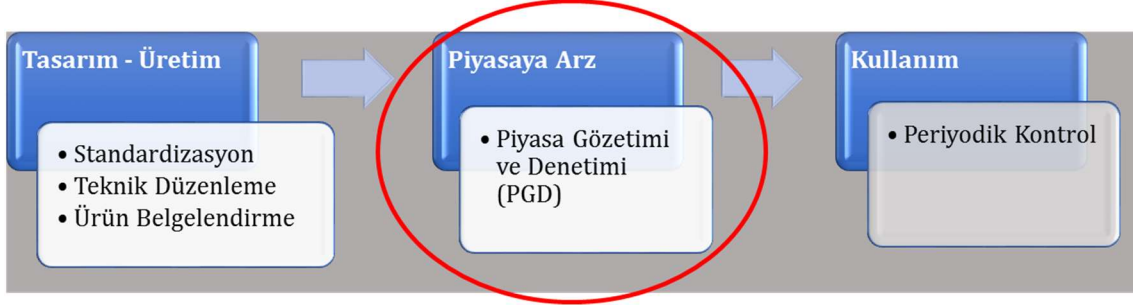 Tasarım - Üretim
• Standardizasyon
• Teknik Düzenleme
• Ürün Belgelendirme
Piyasaya Arz
• Piyasa Gözetimi
ve Denetimi
(PGD)
Kullanım
• Periyodik Kontrol